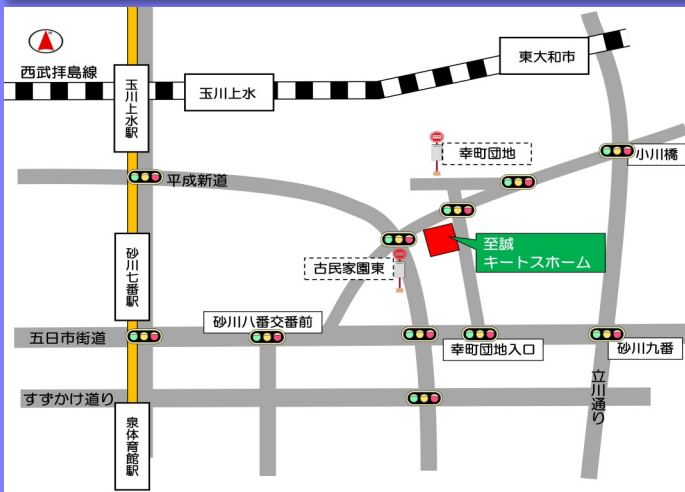 西武拝島線
玉川上水駅
玉川上水
東大和市
幸町団地
小川橋
平成新道
砂川七番駅
古民家園東
至誠
キートスホーム
五日市街道
砂川八番交番前
幸町団地入口
砂川九番
すずかけ道り
泉体育館駅
立川通り